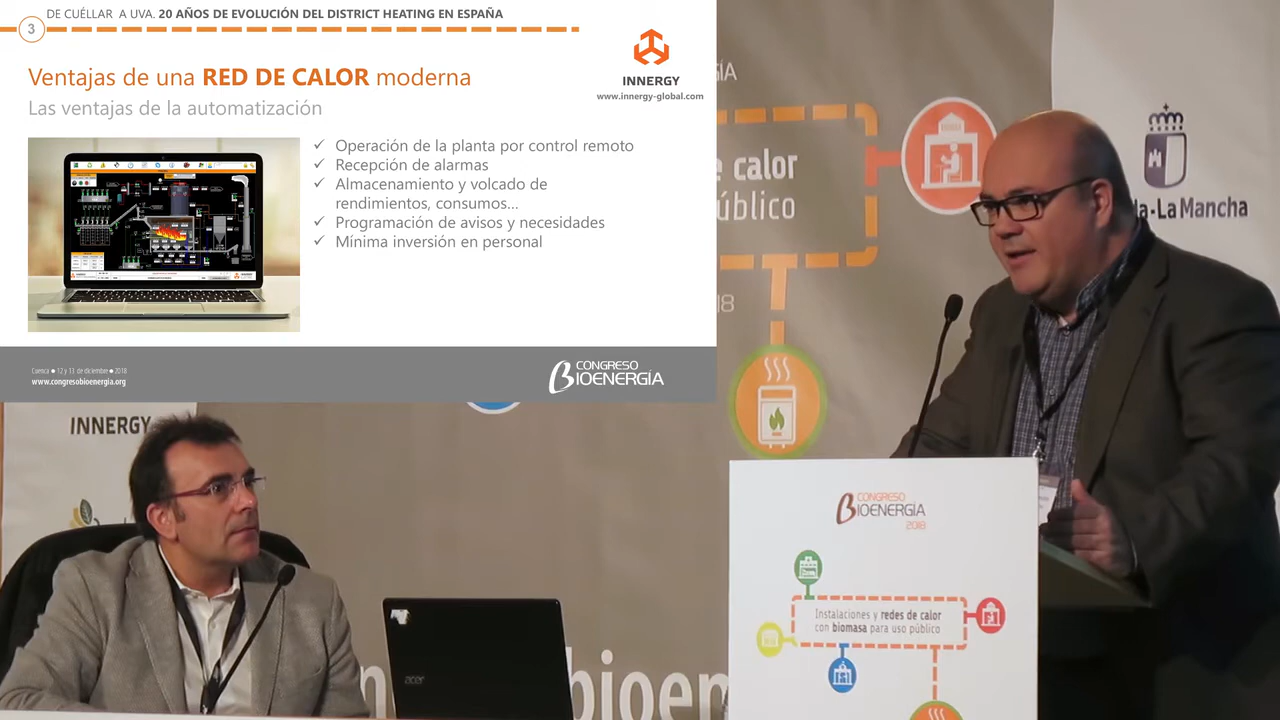 DE CUÉLLAR A UVA. 20 AÑOS DE EVOLUCIÓN DEL DISTRICT HEATING EN ESPAÑA
3
INNERGY
www.innergy-global.com
Ventajas de una RED DE CALOR moderna
Las ventajas de la automatización
✓ Operación de la planta por control remoto
✓ Recepción de alarmas
✓ Almacenamiento y volcado de
rendimientos, consumos...
✓ Programación de avisos y necesidades
✓ Mínima inversión en personal
Cuenca ● 12 y 13 de diciembre ● 2018
www.congresobioenergia.org
CONGRESO
BIOENERGÍA
ÍA
e calor
úblico
18
a-La Mancha
INNERGY
acer
bioen
CONGRESO
BIOENERGÍA
2018
Instalaciones y redes de calor
con biomasa para uso público